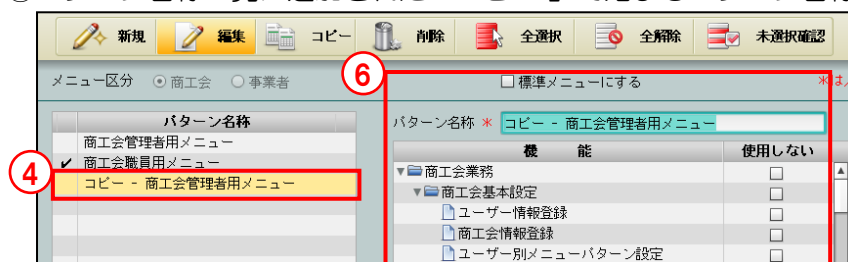 新規 編集 コピー 削除 全選択 全解除 未選択確認
メニュー区分 商工会 事業者
⑥
標準メニューにする
パターン名称
商工会管理者用メニュー
✔ 商工会職員用メニュー
④
コピー - 商工会管理者用メニュー
パターン名称 * コピー - 商工会管理者用メニュー
機 能 使用しない
商工会業務
商工会基本設定
ユーザー情報登録
商工会情報登録
ユーザー別メニューパターン設定